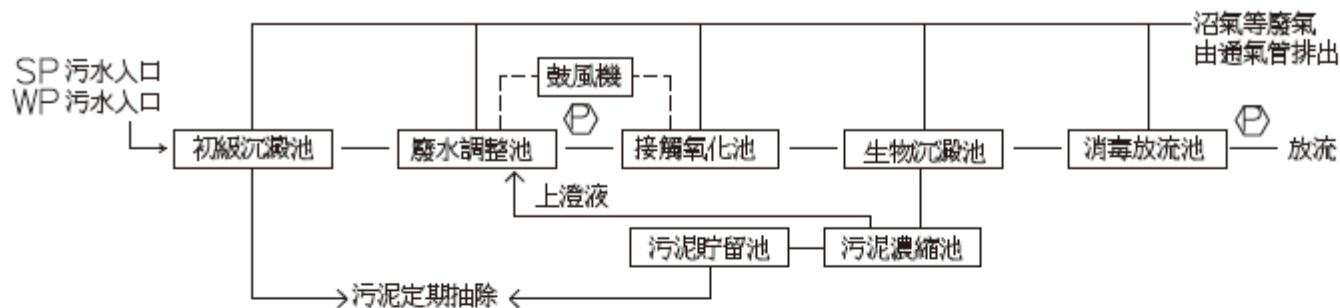 沼氣等廢氣
由通氣管排出
SP 污水入口
WP 污水入口
鼓風機
P
P
初級沉澱池
廢水調整池
接觸氧化池
生物沉澱池
消毒放流池
放流
上澄液
污泥貯留池
污泥濃縮池
污泥定期抽除